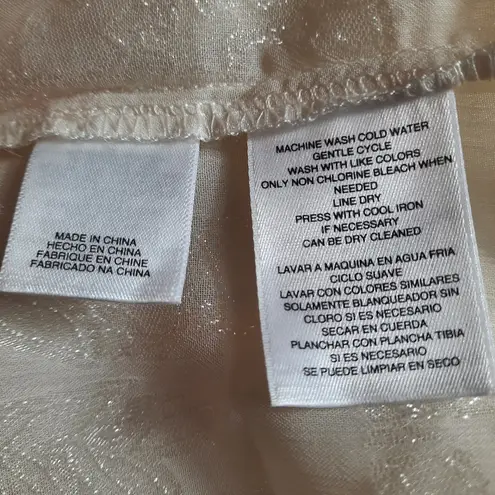 MADE IN CHINA
HECHO EN CHINA
FABRIQUE EN CHINE
FABRICADO NA CHINA
MACHINE WASH COLD WATER
GENTLE CYCLE
WASH WITH LIKE COLORS
ONLY NON CHLORINE BLEACH WHEN
NEEDED
LINE DRY
PRESS WITH COOL IRON
IF NECESSARY
CAN BE DRY CLEANED
LAVAR A MAQUINA EN AGUA FRIA
CICLO SUAVE
LAVAR CON COLORES SIMILARES
SOLAMENTE BLANQUEADOR SIN
CLORO SI ES NECESARIO
SECAR EN CUERDA
PLANCHAR CON PLANCHA TIBIA
SI ES NECESARIO
SE PUEDE LIMPIAR EN SECO